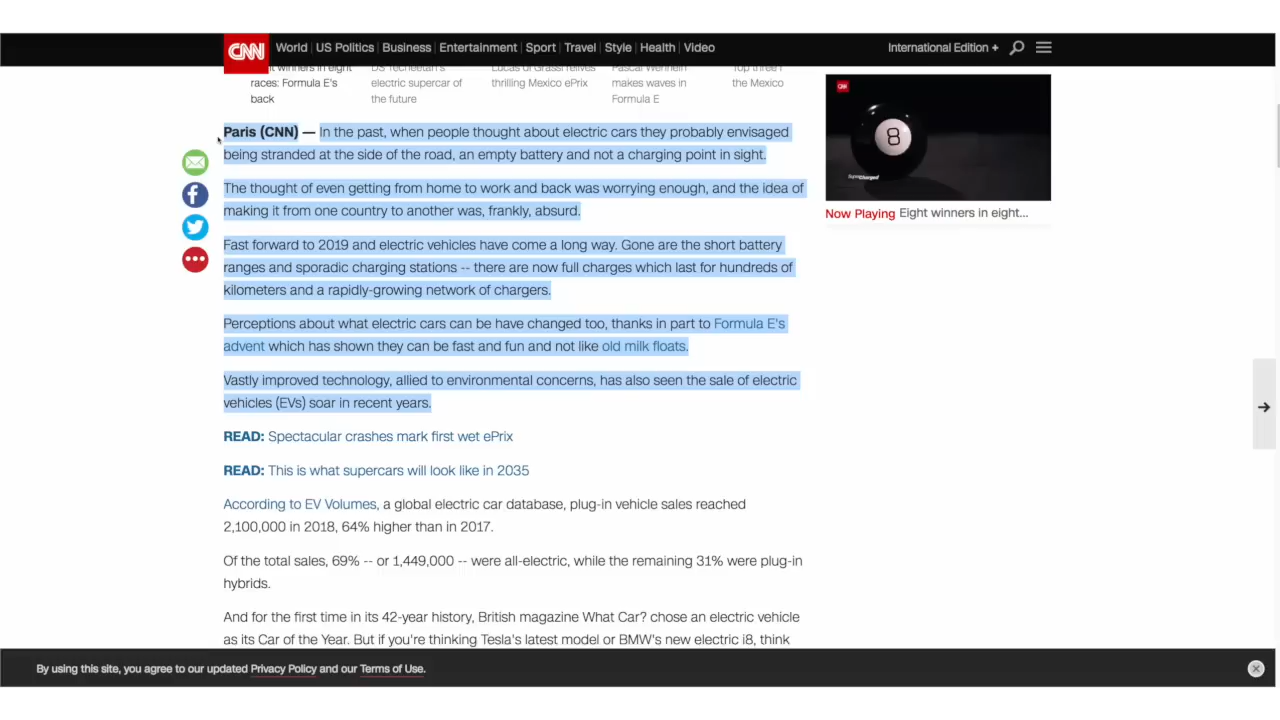 CNN World US Politics Business Entertainment Sport Travel Style Health Video International Edition +
winners in eight races: Formula E's back
DS Techeetah's electric supercar of the future
Lucas di Grassi relives thrilling Mexico ePrix
Pascal Wehrlein makes waves in Formula E
Top three the Mexico
Paris (CNN) — In the past, when people thought about electric cars they probably envisaged
being stranded at the side of the road, an empty battery and not a charging point in sight.
The thought of even getting from home to work and back was worrying enough, and the idea of
making it from one country to another was, frankly, absurd.
Fast forward to 2019 and electric vehicles have come a long way. Gone are the short battery
ranges and sporadic charging stations -- there are now full charges which last for hundreds of
kilometers and a rapidly-growing network of chargers.
Perceptions about what electric cars can be have changed too, thanks in part to Formula E's
advent which has shown they can be fast and fun and not like old milk floats.
Vastly improved technology, allied to environmental concerns, has also seen the sale of electric
vehicles (EVs) soar in recent years.
READ: Spectacular crashes mark first wet ePrix
READ: This is what supercars will look like in 2035
According to EV Volumes, a global electric car database, plug-in vehicle sales reached
2,100,000 in 2018, 64% higher than in 2017.
Of the total sales, 69% -- or 1,449,000 -- were all-electric, while the remaining 31% were plug-in
hybrids.
And for the first time in its 42-year history, British magazine What Car? chose an electric vehicle
as its Car of the Year. But if you're thinking Tesla's latest model or BMW's new electric i8, think
CNN
8
Supercharged
Now Playing Eight winners in eight...
By using this site, you agree to our updated Privacy Policy and our Terms of Use.